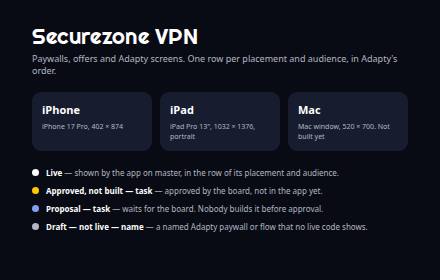 Securezone VPN
Paywalls, offers and Adapty screens. One row per placement and audience, in Adapty's
order.
iPhone
iPhone 17 Pro, 402 × 874
iPad
iPad Pro 13", 1032 × 1376,
portrait
Mac
Mac window, 520 × 700. Not
built yet
Live — shown by the app on master, in the row of its placement and audience.
Approved, not built — task — approved by the board, not in the app yet.
Proposal — task — waits for the board. Nobody builds it before approval.
Draft — not live — name — a named Adapty paywall or flow that no live code shows.